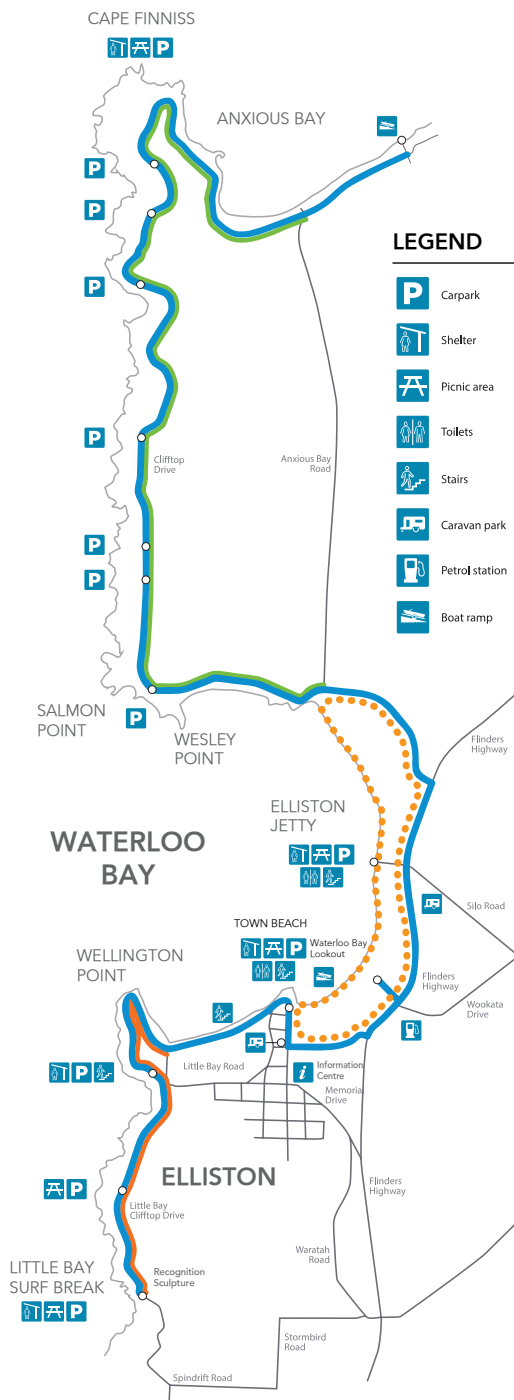 CAPE FINNISS
P
ANXIOUS BAY
P
P
P
P
P
P
LEGEND
P Carpark
Shelter
Picnic area
Toilets
Stairs
Caravan park
Petrol station
Boat ramp
Clifftop
Drive
Anxious Bay
Road
SALMON
POINT
P
WESLEY
POINT
Flinders
Highway
ELLISTON
JETTY
P
WATERLOO
BAY
Silo Road
TOWN BEACH
P
Waterloo Bay
Lookout
WELLINGTON
POINT
Flinders
Highway
Wookata
Drive
P
Little Bay Road
i
Information
Centre
Memoria
Drive
ELLISTON
P
Little Bay
Clifftop Drive
Flinders
Highway
Waratah
Road
LITTLE BAY
SURF BREAK
P
Recognition
Sculpture
Stormbird
Road
Spindrift Road